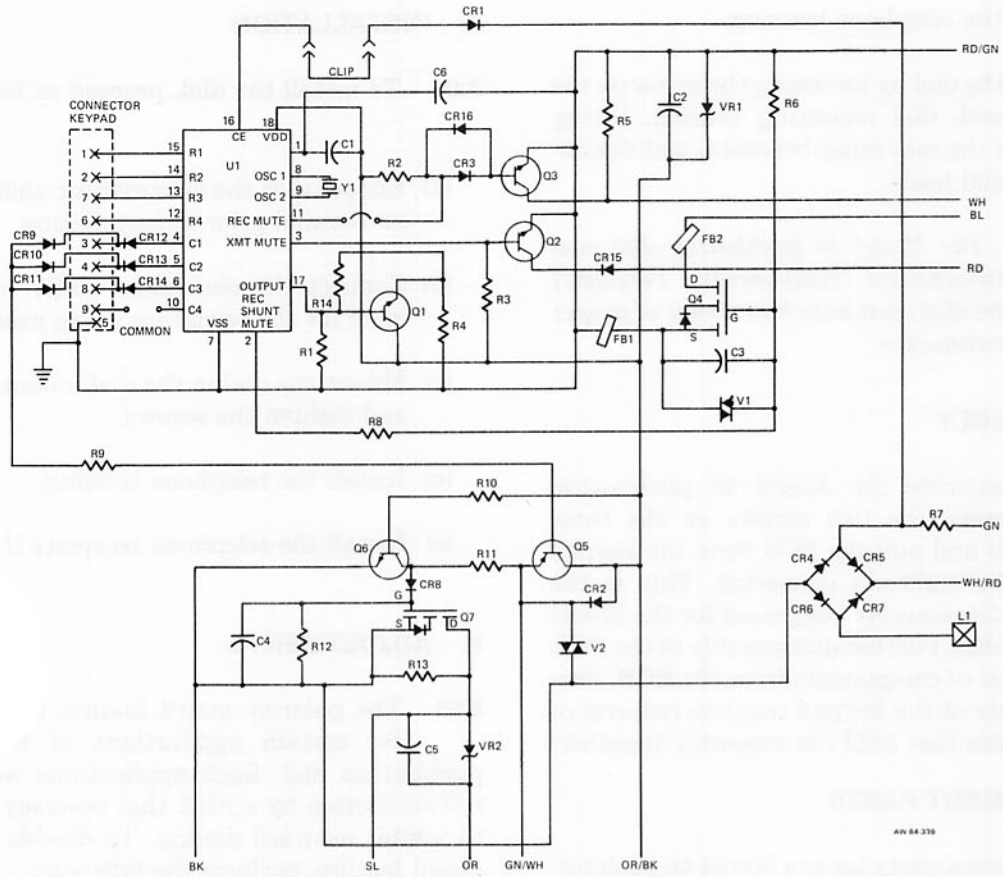 CR1
RD/GN
CLIP
C6
CONNECTOR
KEYPAD
16
18
CE
VDD
C2
VR1
R5
R6
CR16
1
C1
R2
CR3
Q3
1
15
R1
U1
OSC 1
8
Y1
2
14
R2
OSC 2
9
7
13
R3
REC MUTE
11
WH
BL
6
12
R4
XMT MUTE
3
Q2
FB2
CR9
3
CR12
4
C1
CR10
4
CR13
5
C2
CR15
RD
CR11
8
CR14
6
C3
OUTPUT
17
D
Q4
G
S
9
10
C4
REC
SHUNT
MUTE
R14
Q1
R3
R4
5
COMMON
VSS
FB1
7
2
R1
C3
V1
R8
R9
R10
R7
GN
Q6
R11
Q5
CR4
CR5
CR8
CR2
WH/RD
G
CR6
CR7
S
D
Q7
L1
C4
R12
V2
R13
C5
VR2
AW 84-339
BK
SL
OR
GN/WH
OR/BK